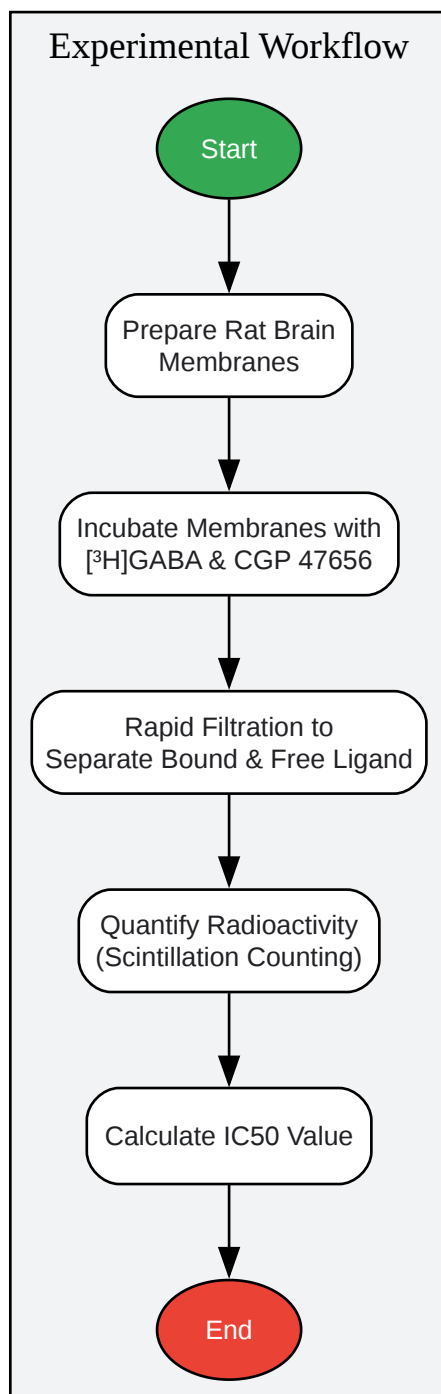 Experimental Workflow
Start
Prepare Rat Brain
Membranes
Incubate Membranes with
[³H]GABA & CGP 47656
Rapid Filtration to
Separate Bound & Free Ligand
Quantify Radioactivity
(Scintillation Counting)
Calculate IC50 Value
End